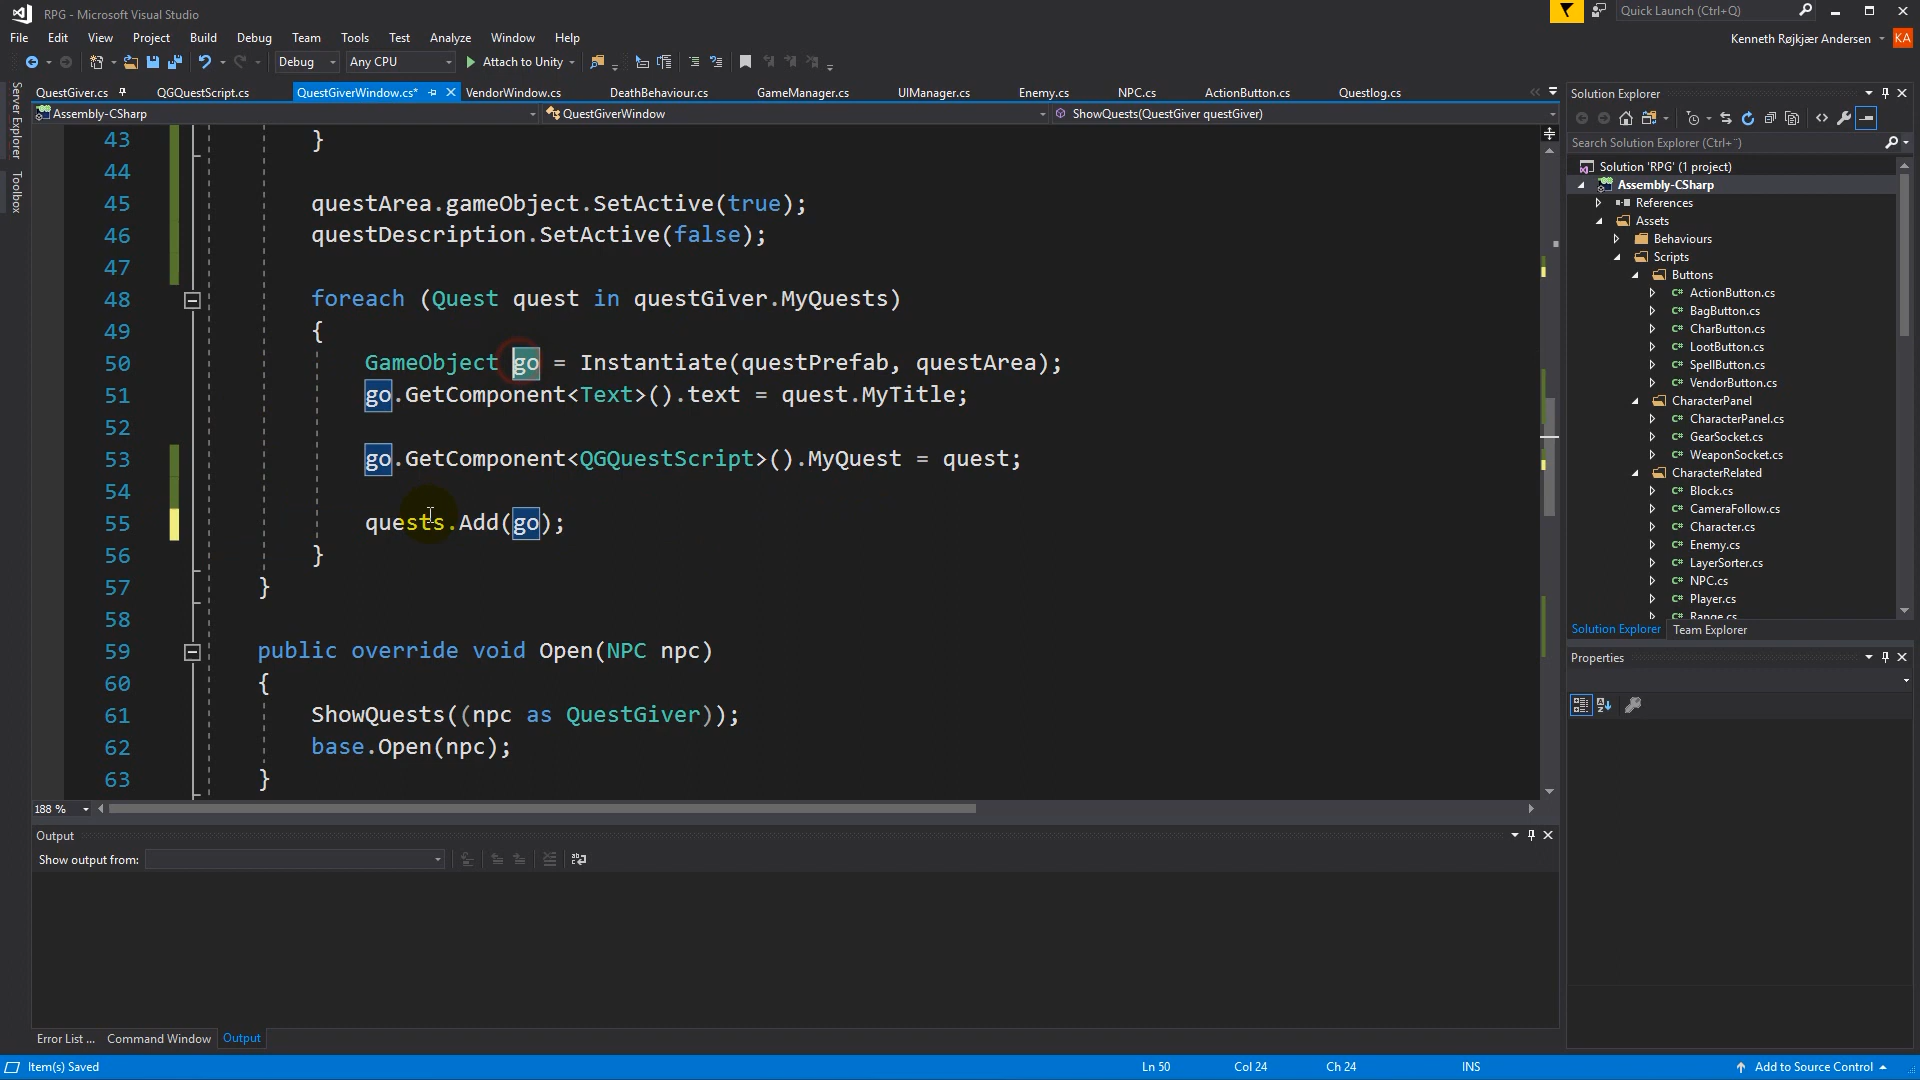 RPG - Microsoft Visual Studio
Quick Launch (Ctrl+Q)
File Edit View Project Build Debug Team Tools Test Analyze Window Help
Kenneth Røjkjær Andersen KA
Debug Any CPU Attach to Unity
QuestGiver.cs QGQuestScript.cs QuestGiverWindow.cs* VendorWindow.cs DeathBehaviour.cs GameManager.cs UIManager.cs Enemy.cs NPC.cs ActionButton.cs Questlog.cs
Assembly-CSharp QuestGiverWindow ShowQuests(QuestGiver questGiver)
Server Explorer
Toolbox
43 }
44
45 questArea.gameObject.SetActive(true);
46 questDescription.SetActive(false);
47
48 foreach (Quest quest in questGiver.MyQuests)
49 {
50 GameObject go = Instantiate(questPrefab, questArea);
51 go.GetComponent<Text>().text = quest.MyTitle;
52
53 go.GetComponent<QGQuestScript>().MyQuest = quest;
54
55 quests.Add(go);
56 }
57 }
58
59 public override void Open(NPC npc)
60 {
61 ShowQuests((npc as QuestGiver));
62 base.Open(npc);
63 }
188 %
Output
Show output from:
Error List ... Command Window Output
Item(s) Saved Ln 50 Col 24 Ch 24 INS Add to Source Control
Solution Explorer
Search Solution Explorer (Ctrl+¨)
Solution 'RPG' (1 project)
Assembly-CSharp
References
Assets
Behaviours
Scripts
Buttons
C# ActionButton.cs
C# BagButton.cs
C# CharButton.cs
C# LootButton.cs
C# SpellButton.cs
C# VendorButton.cs
CharacterPanel
C# CharacterPanel.cs
C# GearSocket.cs
C# WeaponSocket.cs
CharacterRelated
C# Block.cs
C# CameraFollow.cs
C# Character.cs
C# Enemy.cs
C# LayerSorter.cs
C# NPC.cs
C# Player.cs
C# Range.cs
Solution Explorer Team Explorer
Properties